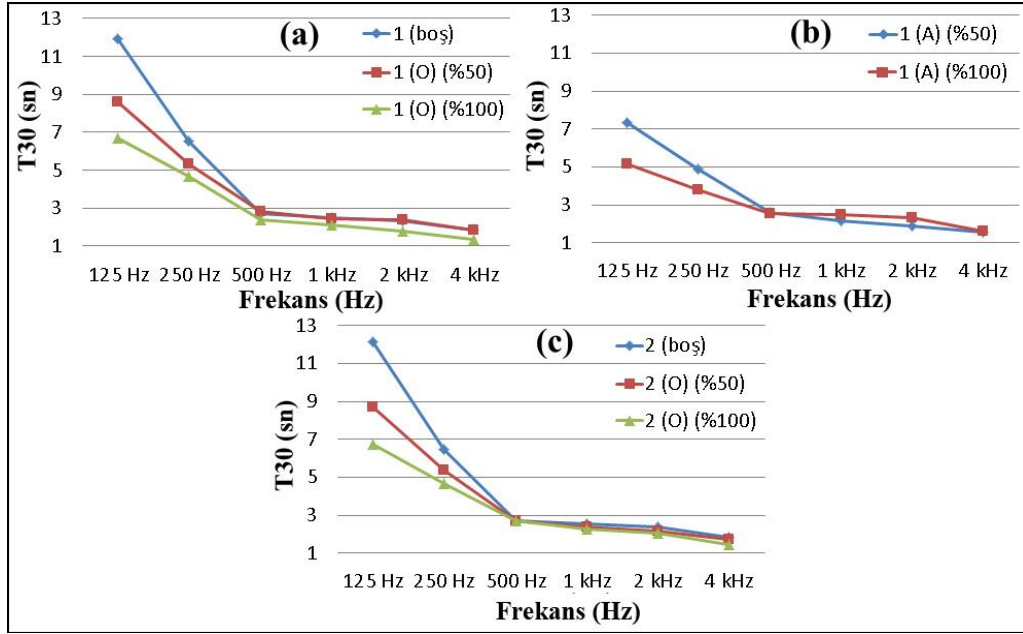 (a)
T30 (sn)
13
11
9
7
5
3
1
1 (boş)
1 (O) (%50)
1 (O) (%100)
125 Hz 250 Hz 500 Hz 1 kHz 2 kHz 4 kHz
Frekans (Hz)
(b)
T30 (sn)
13
11
9
7
5
3
1
1 (A) (%50)
1 (A) (%100)
125 Hz 250 Hz 500 Hz 1 kHz 2 kHz 4 kHz
Frekans (Hz)
(c)
T30 (sn)
13
11
9
7
5
3
1
2 (boş)
2 (O) (%50)
2 (O) (%100)
125 Hz 250 Hz 500 Hz 1 kHz 2 kHz 4 kHz
Frekans (Hz)